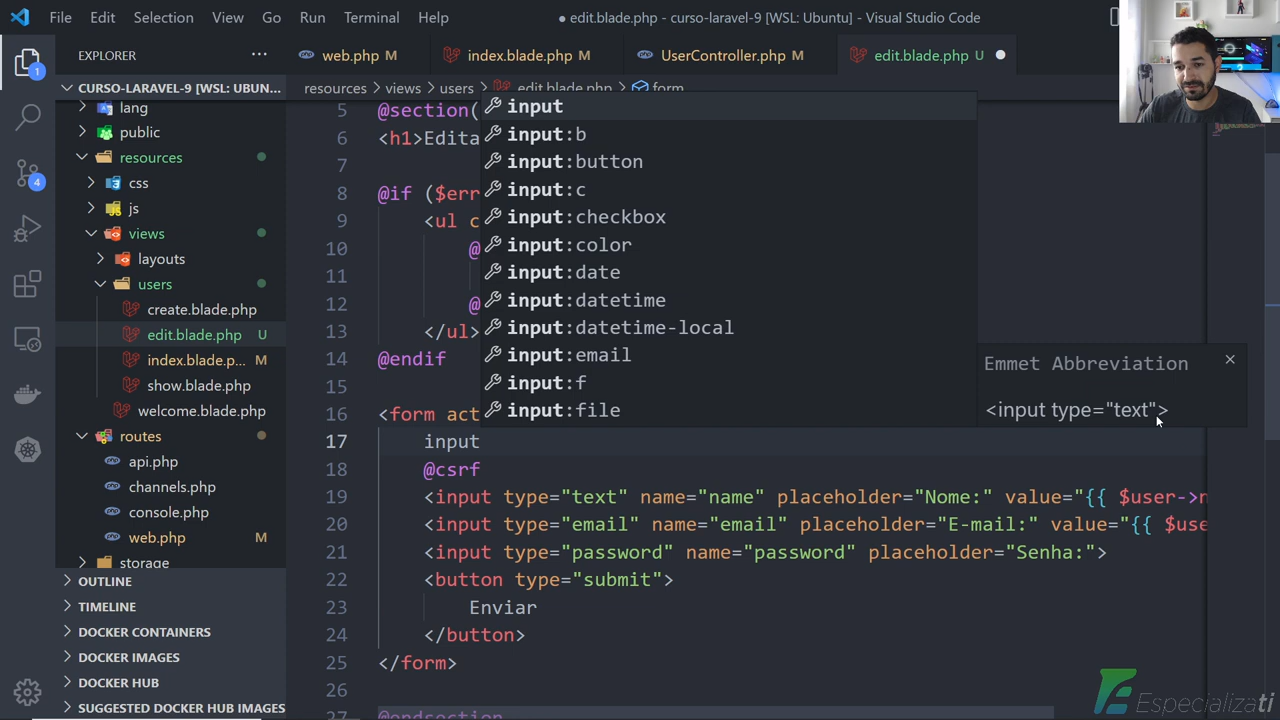 File Edit Selection View Go Run Terminal Help
● edit.blade.php - curso-laravel-9 [WSL: Ubuntu] - Visual Studio Code
EXPLORER ···
web.php M index.blade.php M UserController.php M edit.blade.php U
CURSO-LARAVEL-9 [WSL: UBUN...
resources > views > users > edit.blade.php > form
1
4
lang
public
resources
css
js
views
layouts
users
create.blade.php
edit.blade.php U
index.blade.p... M
show.blade.php
welcome.blade.php
routes
api.php
channels.php
console.php
web.php M
storage
OUTLINE
TIMELINE
DOCKER CONTAINERS
DOCKER IMAGES
DOCKER HUB
SUGGESTED DOCKER HUB IMAGES
5 @section(
6 <h1>Edita
7
8 @if ($err
9 <ul c
10 @
11
12 @
13 </ul>
14 @endif
15
16 <form act
17 input
18 @csrf
19 <input type="text" name="name" placeholder="Nome:" value="{{ $user->n
20 <input type="email" name="email" placeholder="E-mail:" value="{{ $use
21 <input type="password" name="password" placeholder="Senha:">
22 <button type="submit">
23 Enviar
24 </button>
25 </form>
26
27 @endsection
input
input:b
input:button
input:c
input:checkbox
input:color
input:date
input:datetime
input:datetime-local
input:email
input:f
input:file
Emmet Abbreviation
<input type="text">
Especializati